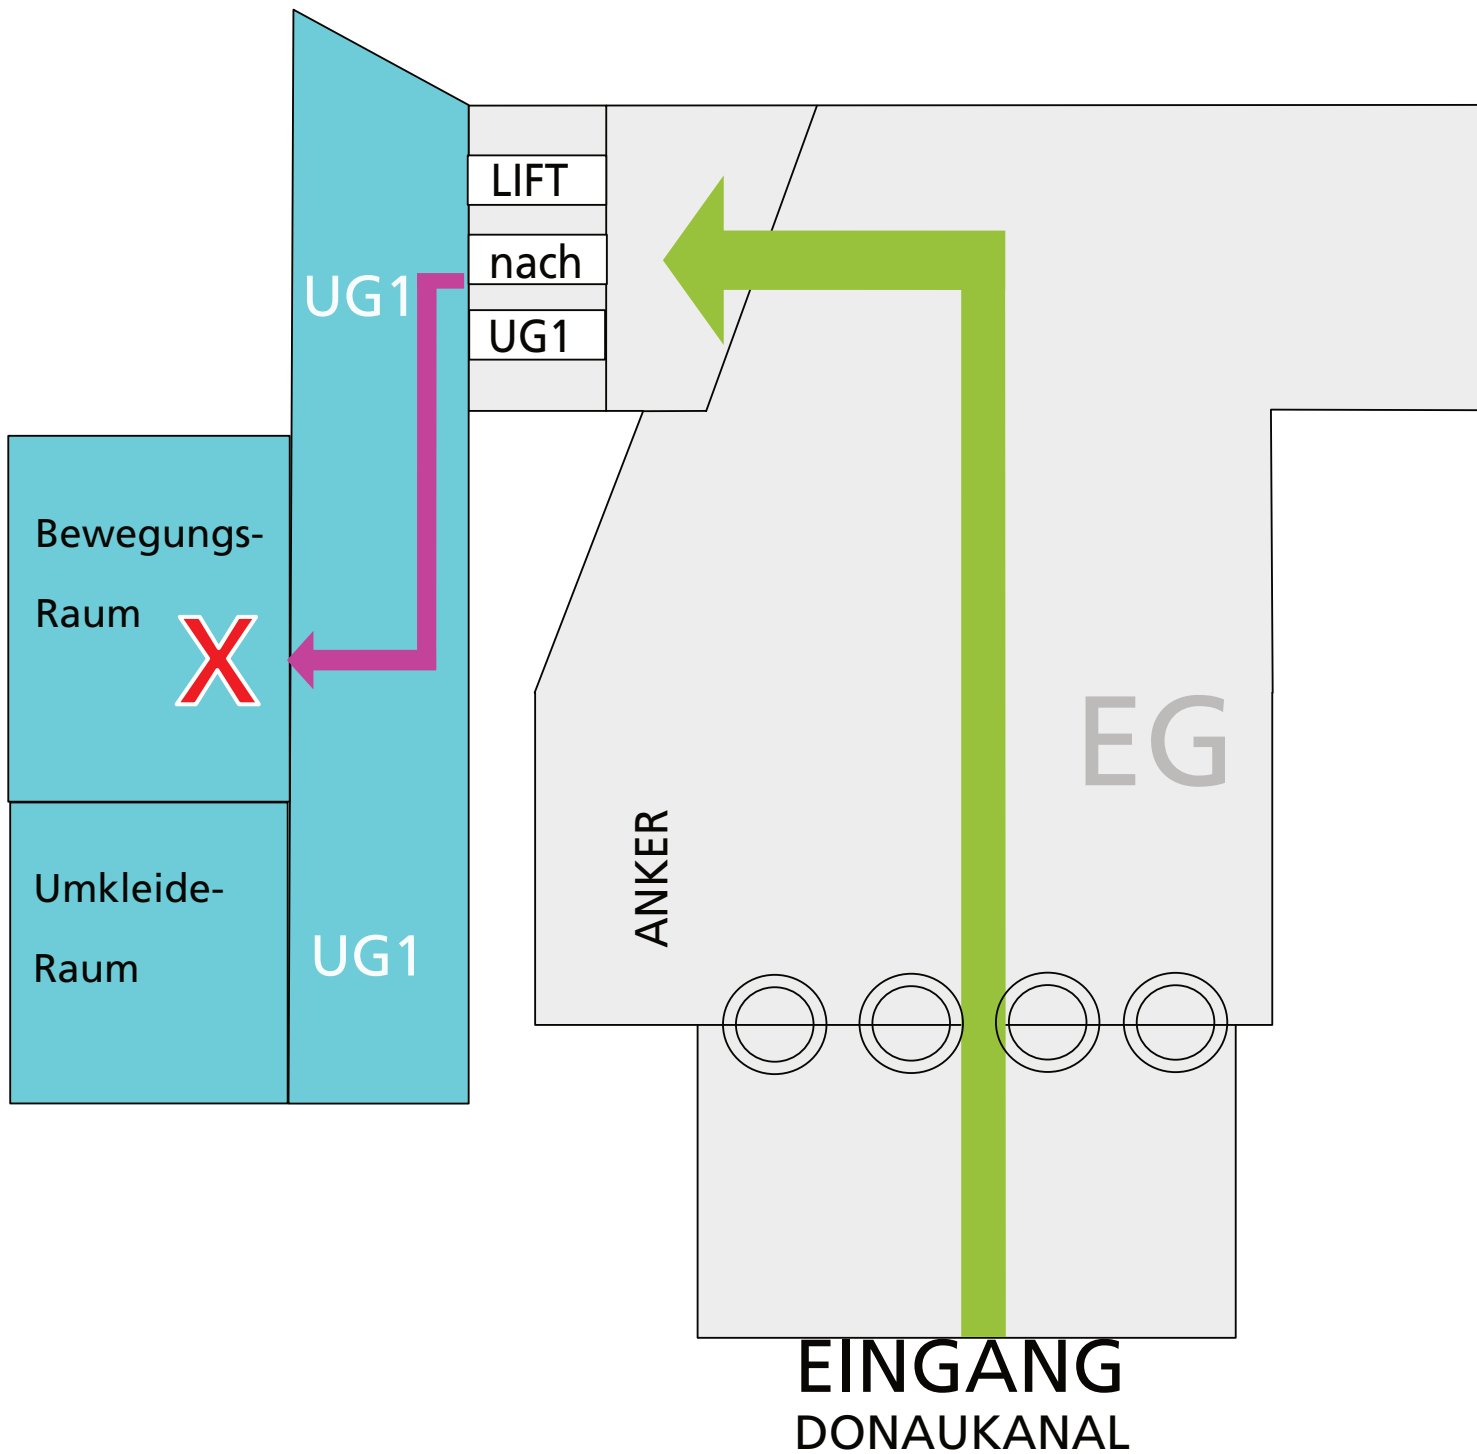 LIFT
nach
UG1
UG1
Bewegungs-
Raum
X
Umkleide-
Raum
UG1
ANKER
EG
EINGANG
DONAUKANAL